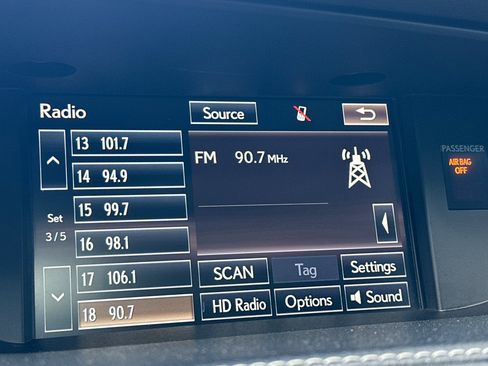 Radio
Source
13 101.7
14 94.9
15 99.7
16 98.1
17 106.1
18 90.7
Set
3/5
FM 90.7 MHz
SCAN
Tag
Settings
HD Radio
Options
Sound
PASSENGER
AIR BAG
OFF